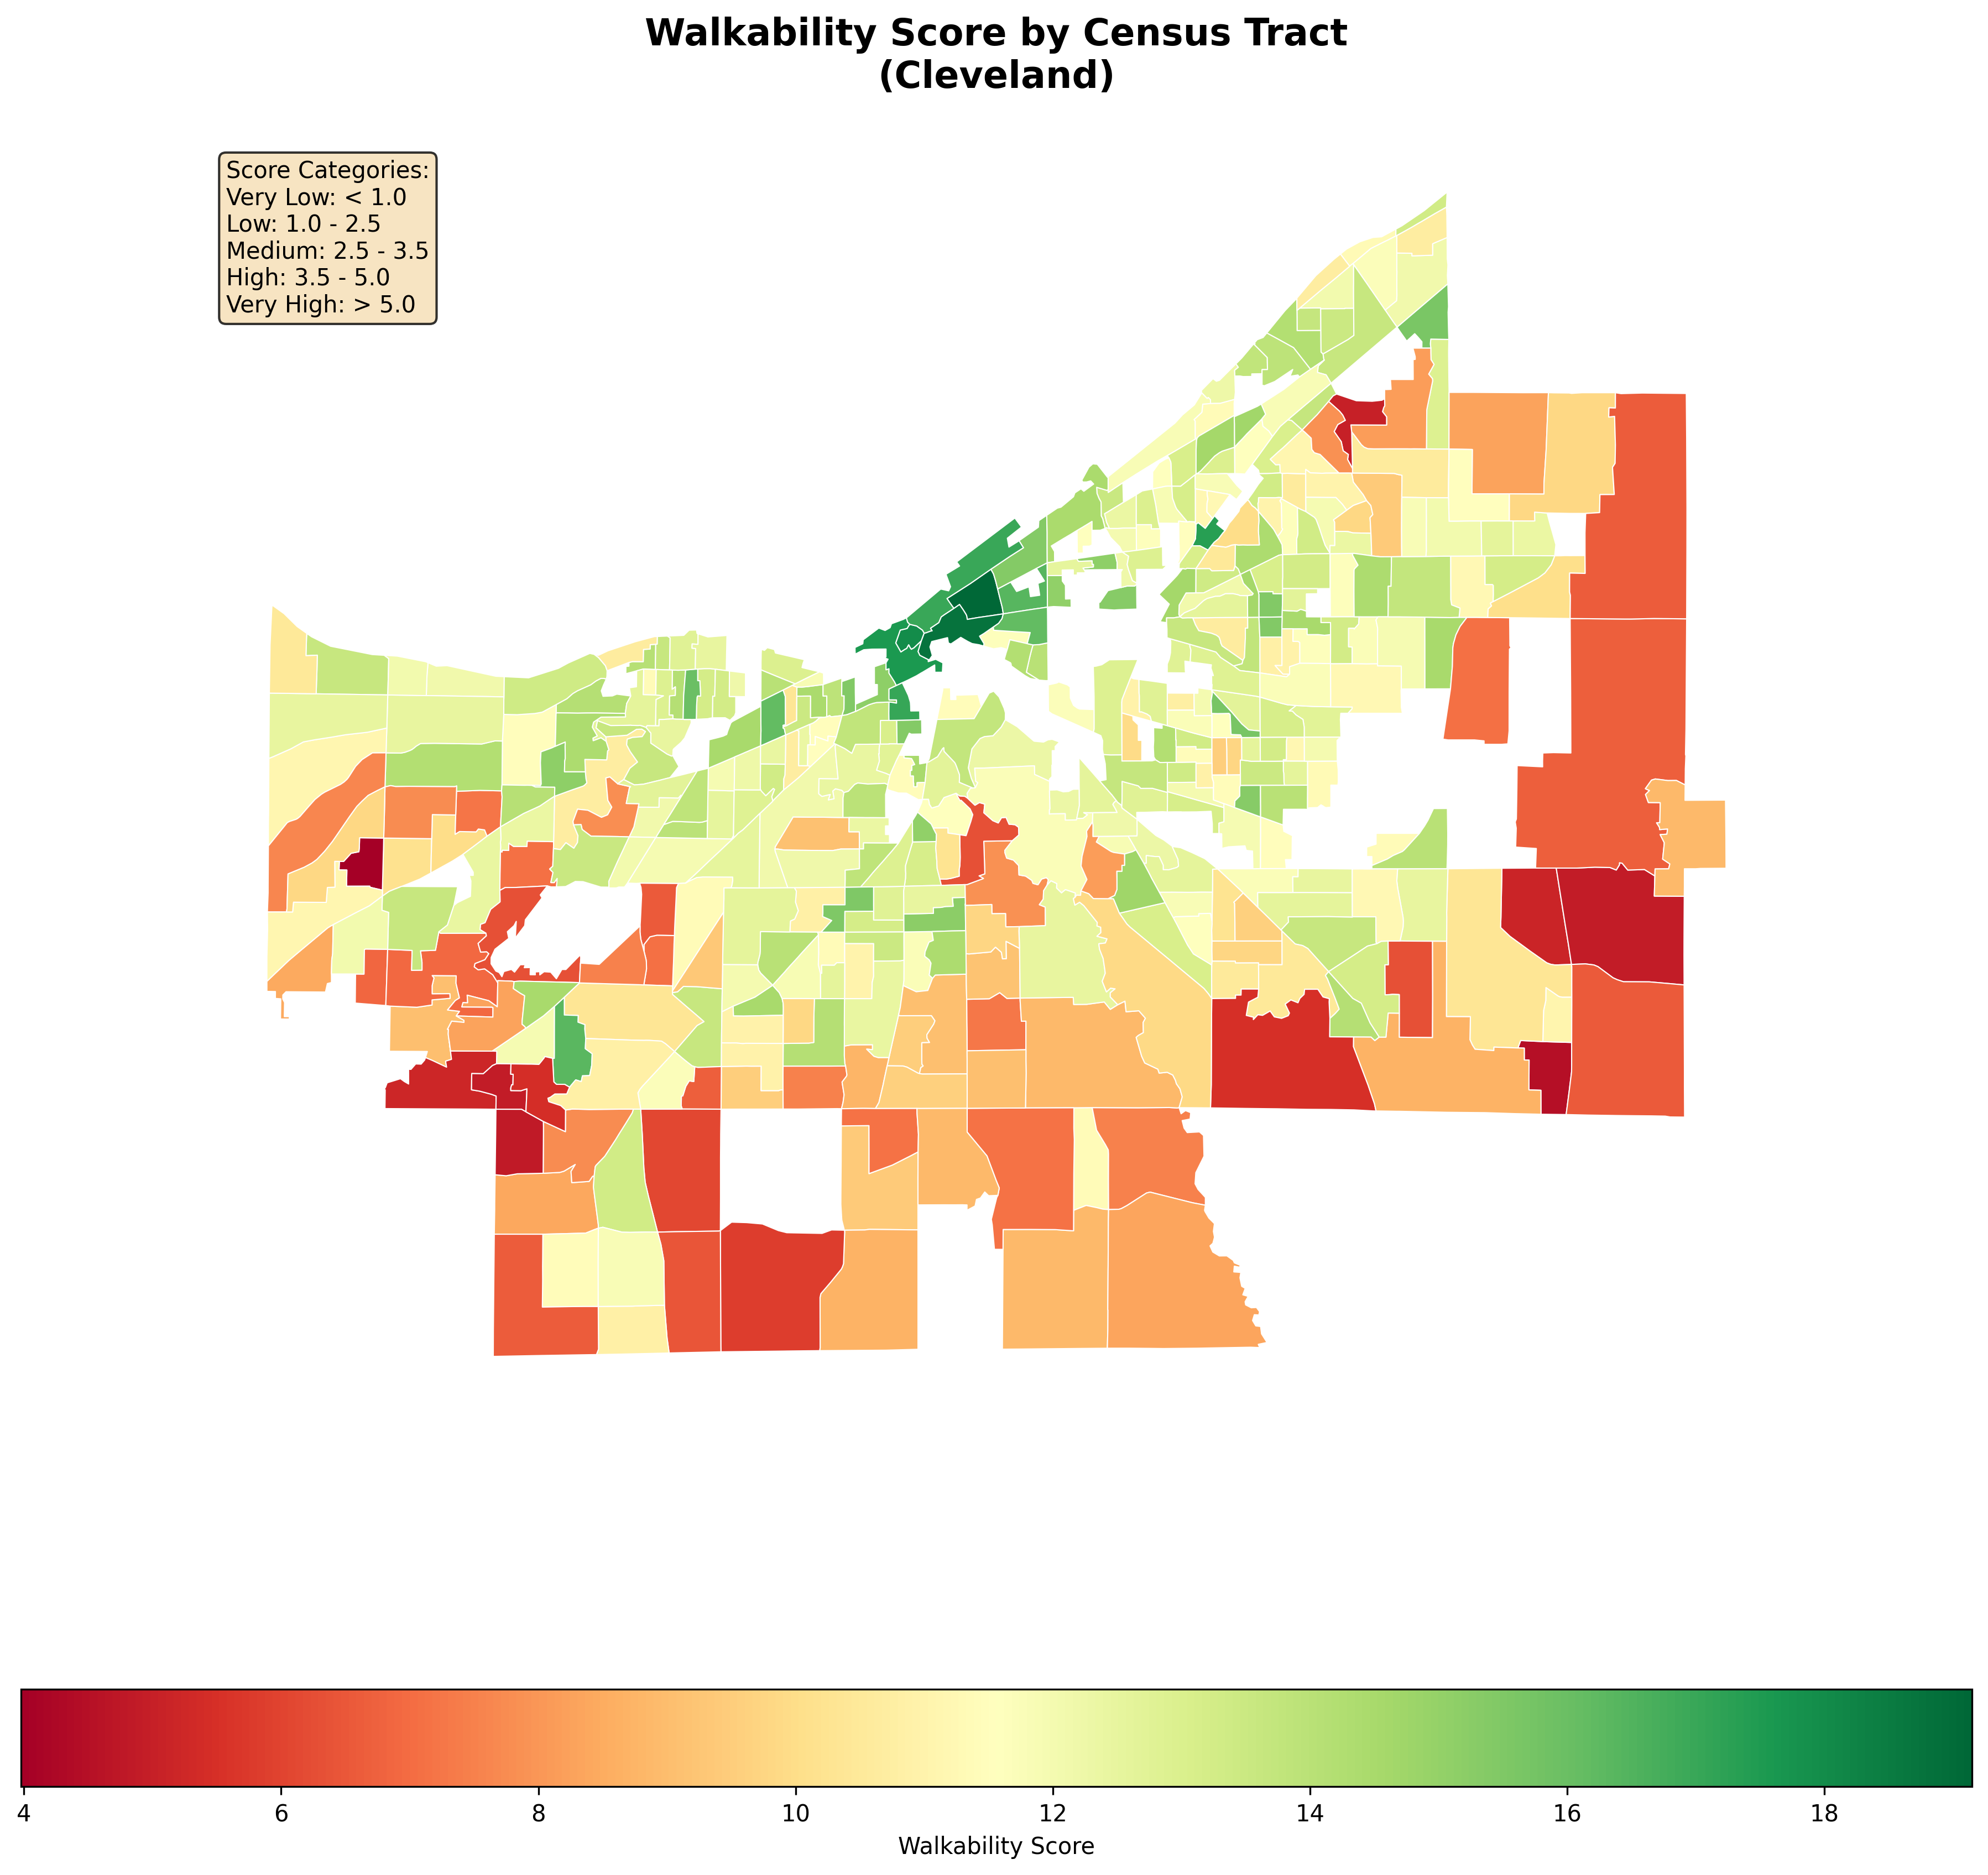 Walkability Score by Census Tract
(Cleveland)
Score Categories:
Very Low: < 1.0
Low: 1.0 - 2.5
Medium: 2.5 - 3.5
High: 3.5 - 5.0
Very High: > 5.0
4 6 8 10 12 14 16 18
Walkability Score